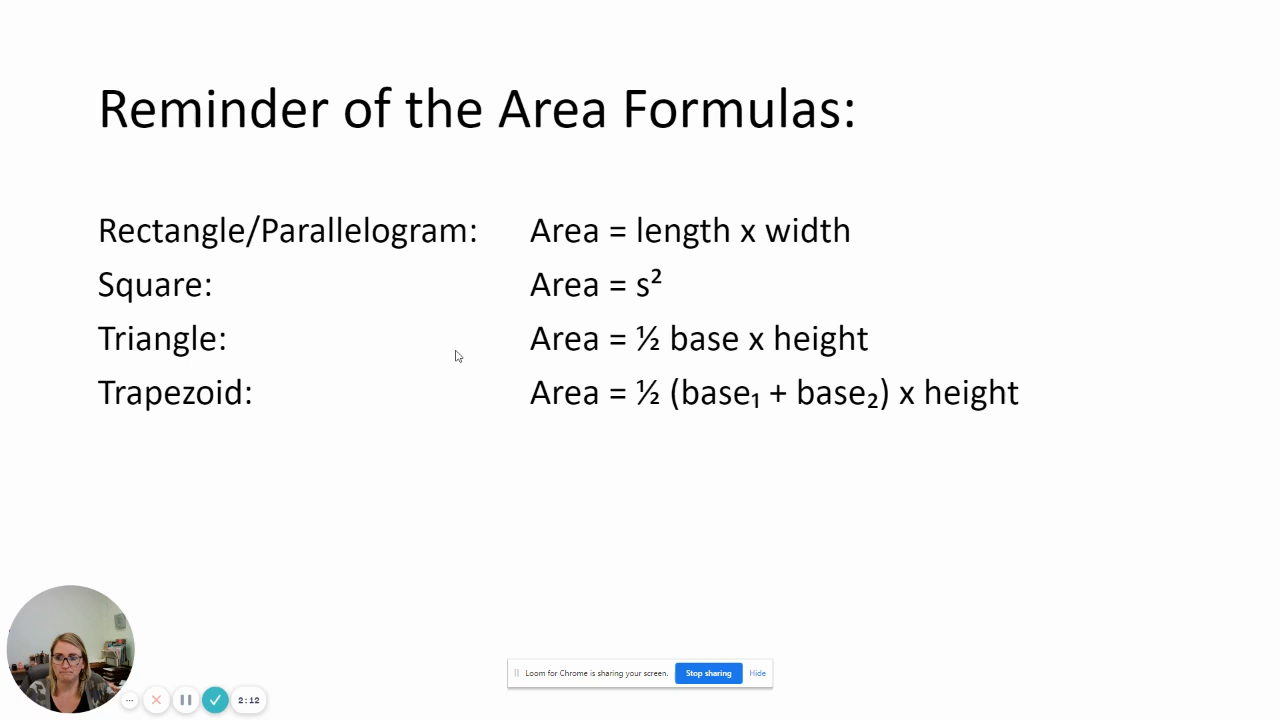 Reminder of the Area Formulas:
Rectangle/Parallelogram: Area = length x width
Square: Area = s²
Triangle: Area = ½ base x height
Trapezoid: Area = ½ (base₁ + base₂) x height
Loom for Chrome is sharing your screen. Stop sharing Hide
2:12